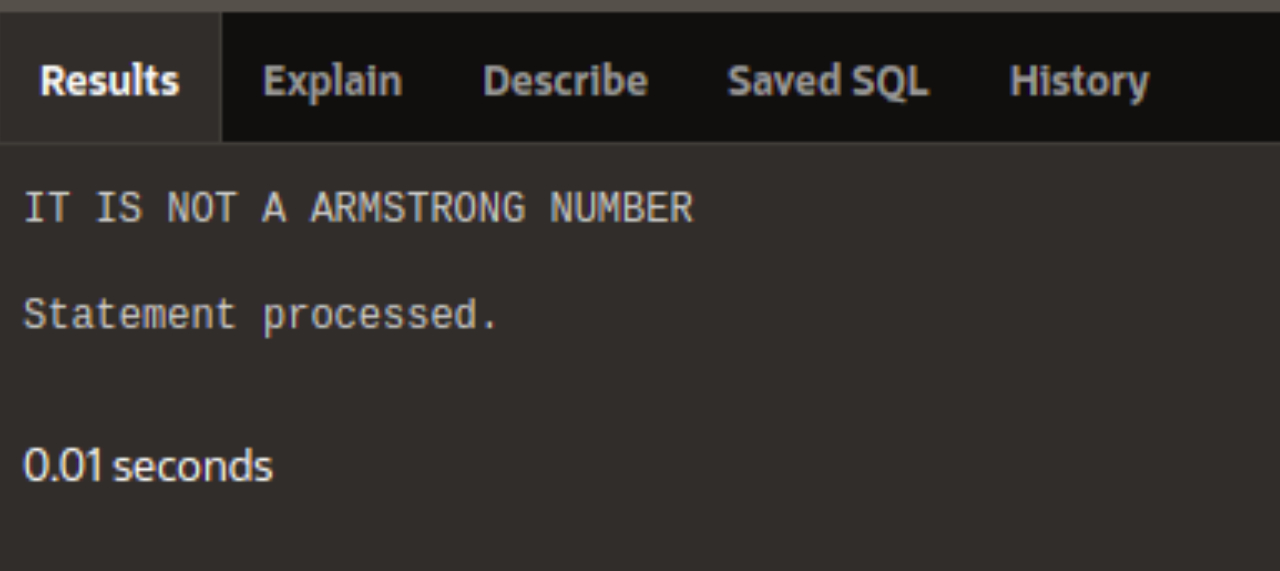 Results Explain Describe Saved SQL History
IT IS NOT A ARMSTRONG NUMBER
Statement processed.
0.01 seconds